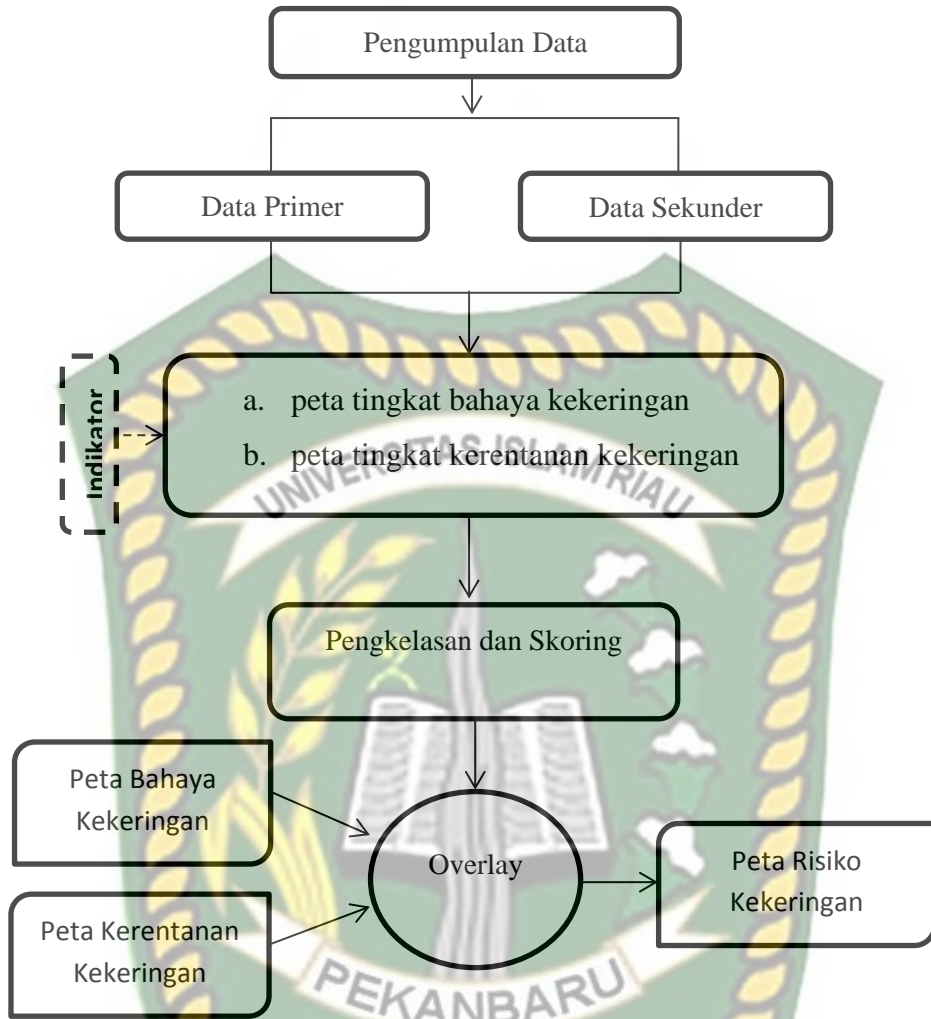 Pengumpulan Data
Data Primer
Data Sekunder
Indikator
a. peta tingkat bahaya kekeringan
b. peta tingkat kerentanan kekeringan
UNIVERSITAS ISLAM RIAU
Pengkelasan dan Skoring
Peta Bahaya
Kekeringan
Overlay
Peta Risiko
Kekeringan
Peta Kerentanan
Kekeringan
PEKANBARU